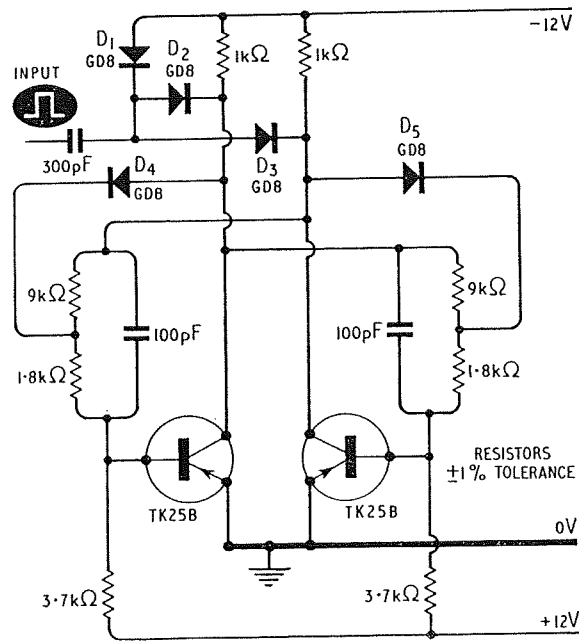 -12V
D1
GD8
D2
GD8
1kΩ
1kΩ
INPUT
300pF
D4
GD8
D3
GD8
D5
GD8
9kΩ
100pF
1·8kΩ
9kΩ
100pF
1·8kΩ
TK25B
TK25B
RESISTORS
±1% TOLERANCE
0V
3·7kΩ
3·7kΩ
+12V